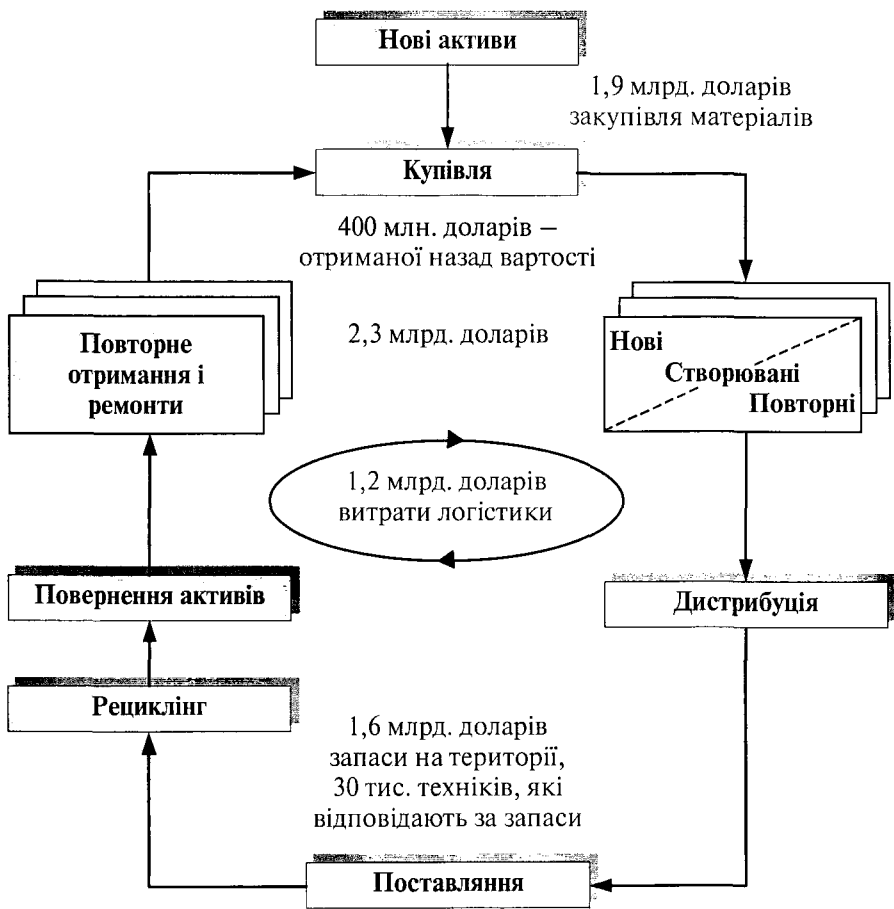 Нові активи
1,9 млрд. доларів
закупівля матеріалів
Купівля
400 млн. доларів –
отриманої назад вартості
2,3 млрд. доларів
Повторне
отримання і
ремонти
Нові
Створювані
Повторні
1,2 млрд. доларів
витрати логістики
Повернення активів
Дистрибуція
Рециклінг
1,6 млрд. доларів
запаси на території,
30 тис. техніків, які
відповідають за запаси
Поставляння